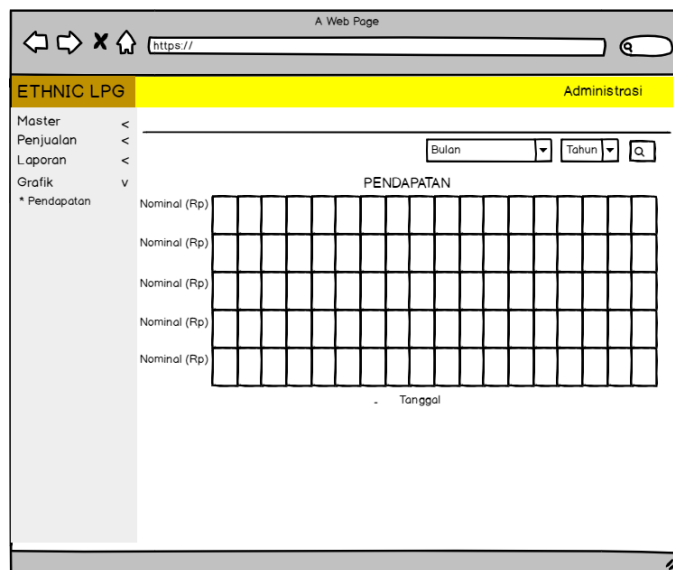 A Web Page
https://
ETHNIC LPG
Administrasi
Master <
Penjualan <
Laporan <
Grafik v
* Pendapatan
Bulan
Tahun
PENDAPATAN
Nominal (Rp)
Nominal (Rp)
Nominal (Rp)
Nominal (Rp)
Nominal (Rp)
- Tanggal